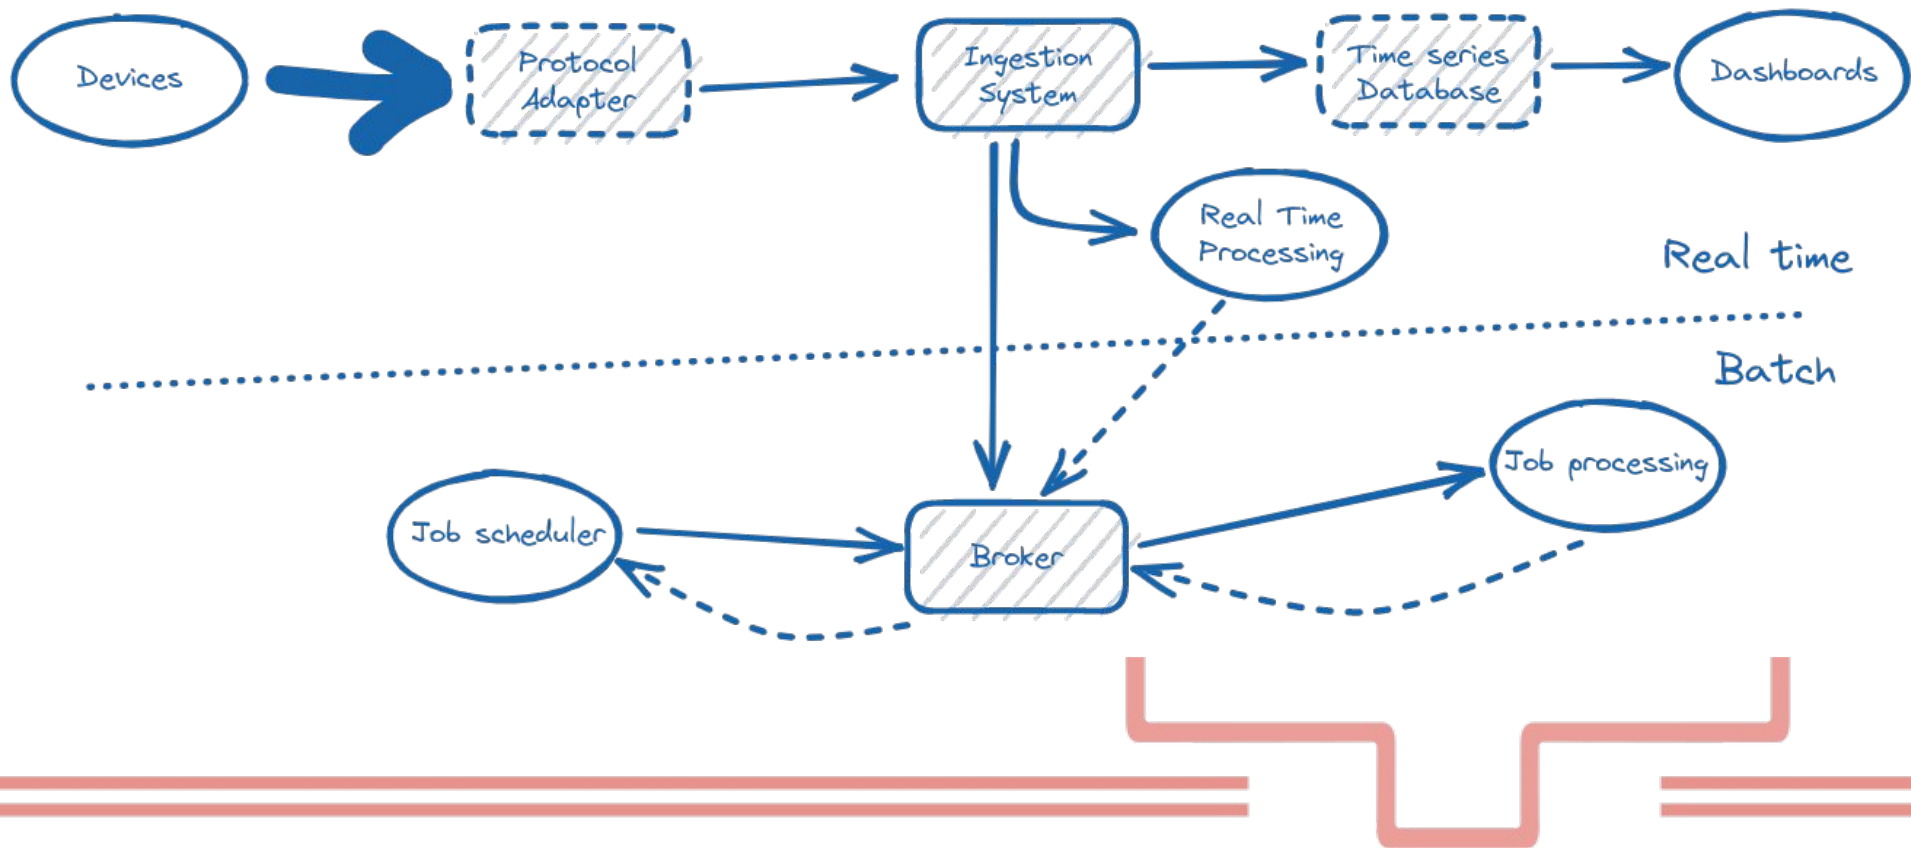 Devices
Protocol
Adapter
Ingestion
System
Time series
Database
Dashboards
Real Time
Processing
Real time
Batch
Job scheduler
Broker
Job processing